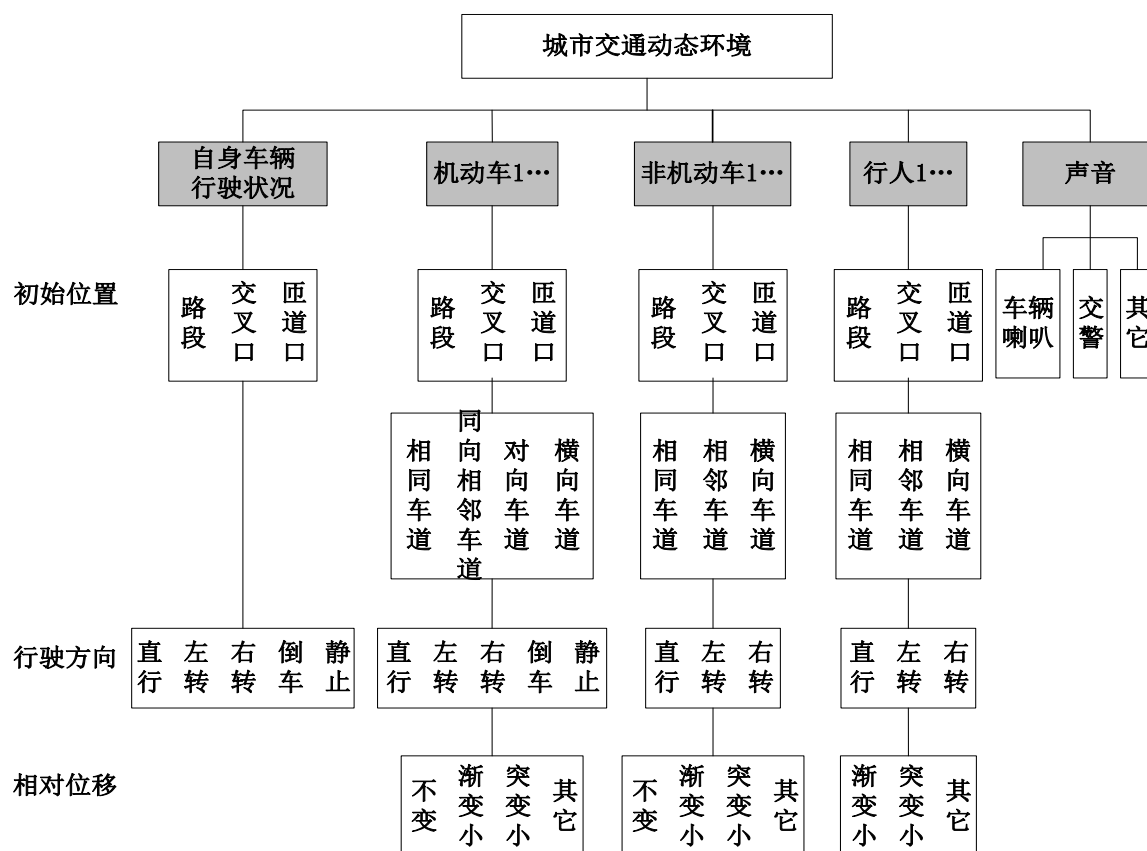 城市交通动态环境
自身车辆
行驶状况
机动车1…
非机动车1…
行人1…
声音
初始位置
路段
交叉口
匝道口
路段
交叉口
匝道口
路段
交叉口
匝道口
路段
交叉口
匝道口
车辆
喇叭
交警
其它
相同车道
同向相邻车道
对向车道
横向车道
相同车道
相邻车道
横向车道
相同车道
相邻车道
横向车道
行驶方向
直行
左转
右转
倒车
静止
直行
左转
右转
倒车
静止
直行
左转
右转
直行
左转
右转
相对位移
不变
渐变小
突变小
其它
不变
渐变小
突变小
其它
渐变小
突变小
其它